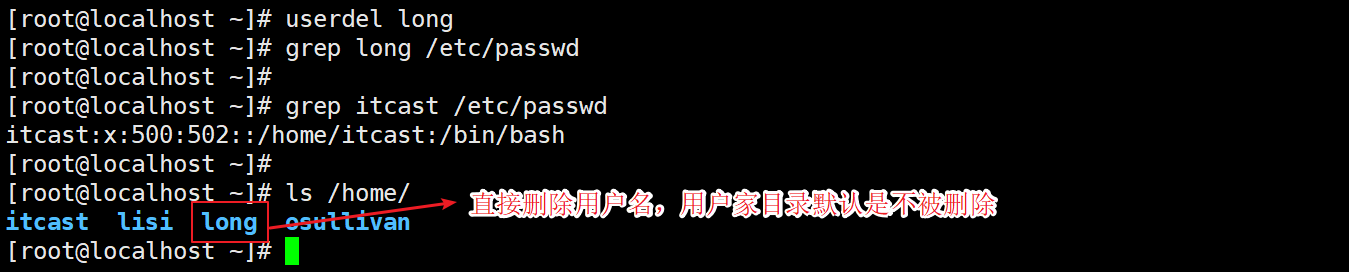 [root@localhost ~]# userdel long
[root@localhost ~]# grep long /etc/passwd
[root@localhost ~]#
[root@localhost ~]# grep itcast /etc/passwd
itcast:x:500:502::/home/itcast:/bin/bash
[root@localhost ~]#
[root@localhost ~]# ls /home/
itcast  lisi  long  osullivan
直接删除用户名，用户家目录默认是不被删除
[root@localhost ~]#